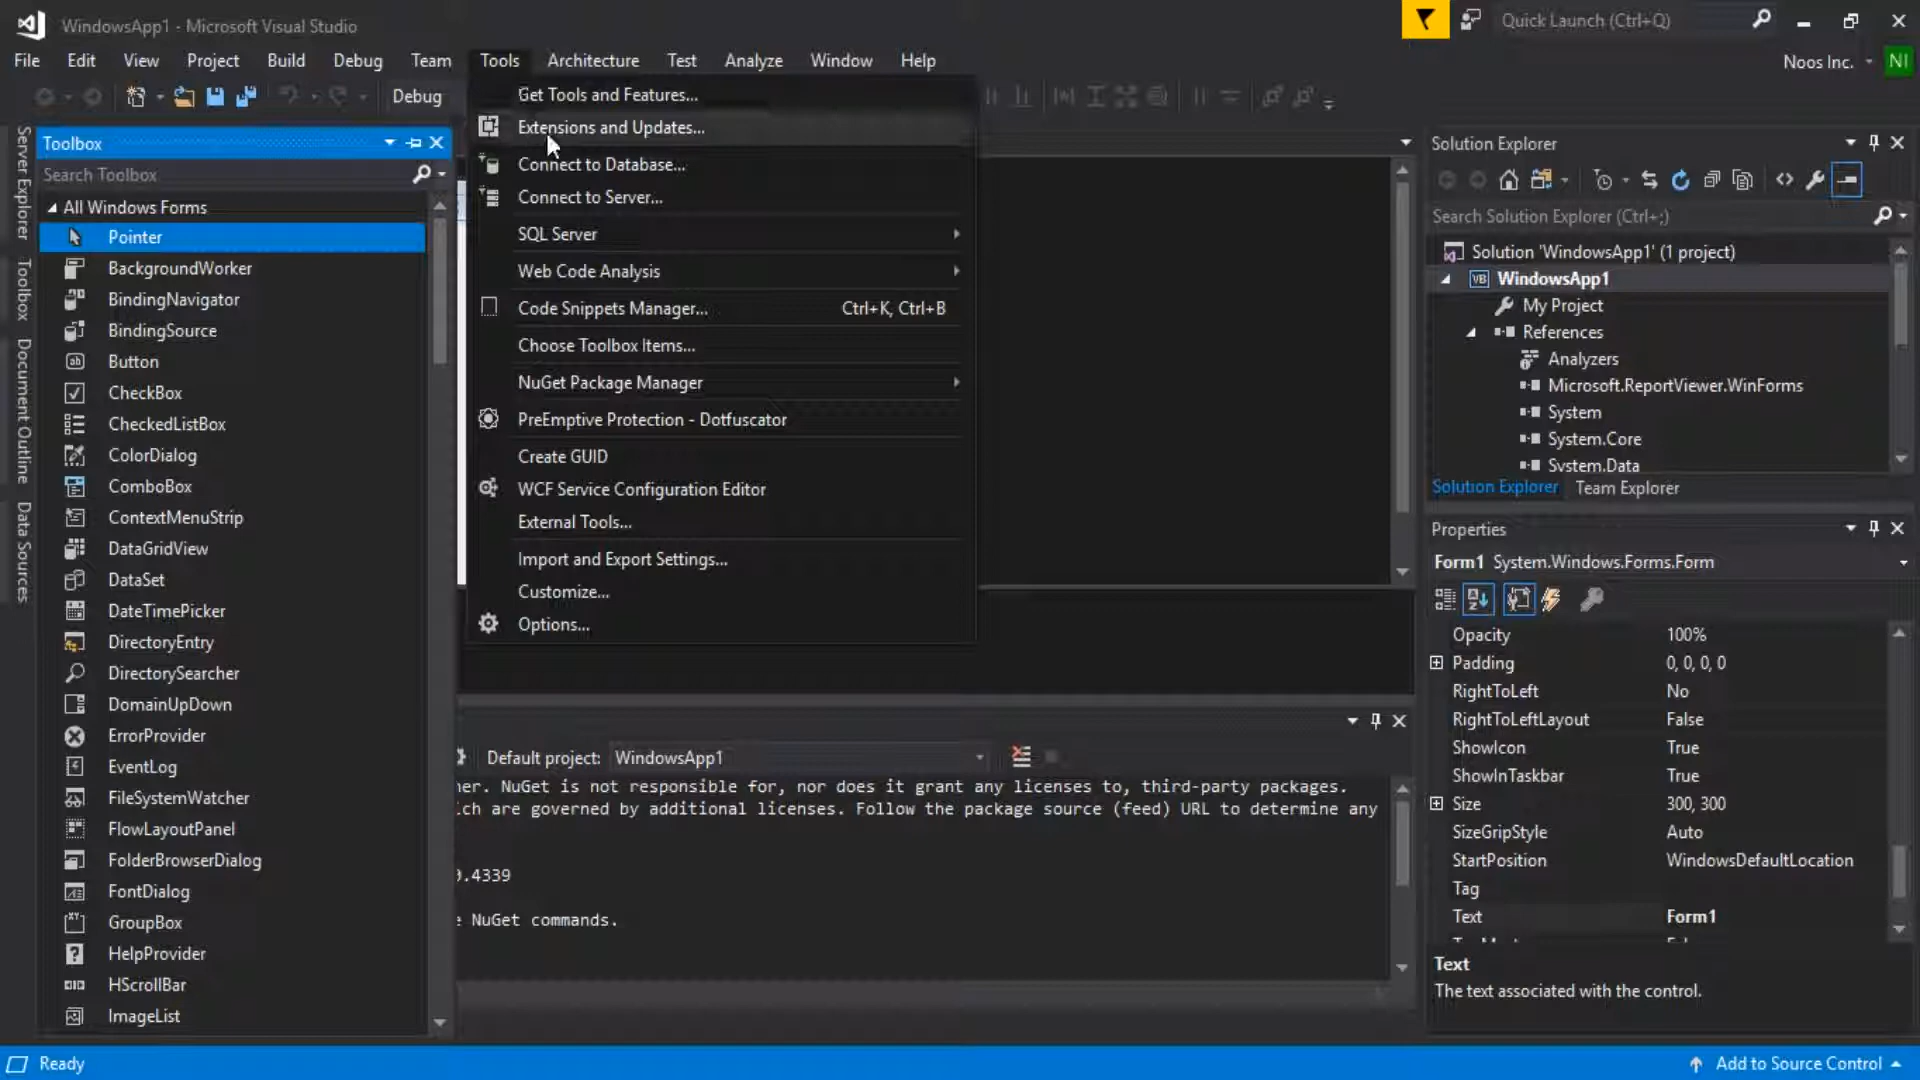 WindowsApp1 - Microsoft Visual Studio
Quick Launch (Ctrl+Q)
File Edit View Project Build Debug Team Tools Architecture Test Analyze Window Help
Noos Inc. NI
Debug
Server Explorer
Toolbox
Document Outline
Data Sources
Toolbox
Search Toolbox
All Windows Forms
Pointer
BackgroundWorker
BindingNavigator
BindingSource
Button
CheckBox
CheckedListBox
ColorDialog
ComboBox
ContextMenuStrip
DataGridView
DataSet
DateTimePicker
DirectoryEntry
DirectorySearcher
DomainUpDown
ErrorProvider
EventLog
FileSystemWatcher
FlowLayoutPanel
FolderBrowserDialog
FontDialog
GroupBox
HelpProvider
HScrollBar
ImageList
Get Tools and Features...
Extensions and Updates...
Connect to Database...
Connect to Server...
SQL Server
Web Code Analysis
Code Snippets Manager... Ctrl+K, Ctrl+B
Choose Toolbox Items...
NuGet Package Manager
PreEmptive Protection - Dotfuscator
Create GUID
WCF Service Configuration Editor
External Tools...
Import and Export Settings...
Customize...
Options...
Default project: WindowsApp1
her. NuGet is not responsible for, nor does it grant any licenses to, third-party packages.
ich are governed by additional licenses. Follow the package source (feed) URL to determine any
0.4339
e NuGet commands.
Solution Explorer
Search Solution Explorer (Ctrl+;)
Solution 'WindowsApp1' (1 project)
VB WindowsApp1
My Project
References
Analyzers
Microsoft.ReportViewer.WinForms
System
System.Core
System.Data
Solution Explorer Team Explorer
Properties
Form1 System.Windows.Forms.Form
Opacity 100%
Padding 0, 0, 0, 0
RightToLeft No
RightToLeftLayout False
ShowIcon True
ShowInTaskbar True
Size 300, 300
SizeGripStyle Auto
StartPosition WindowsDefaultLocation
Tag
Text Form1
Text
The text associated with the control.
Ready
Add to Source Control